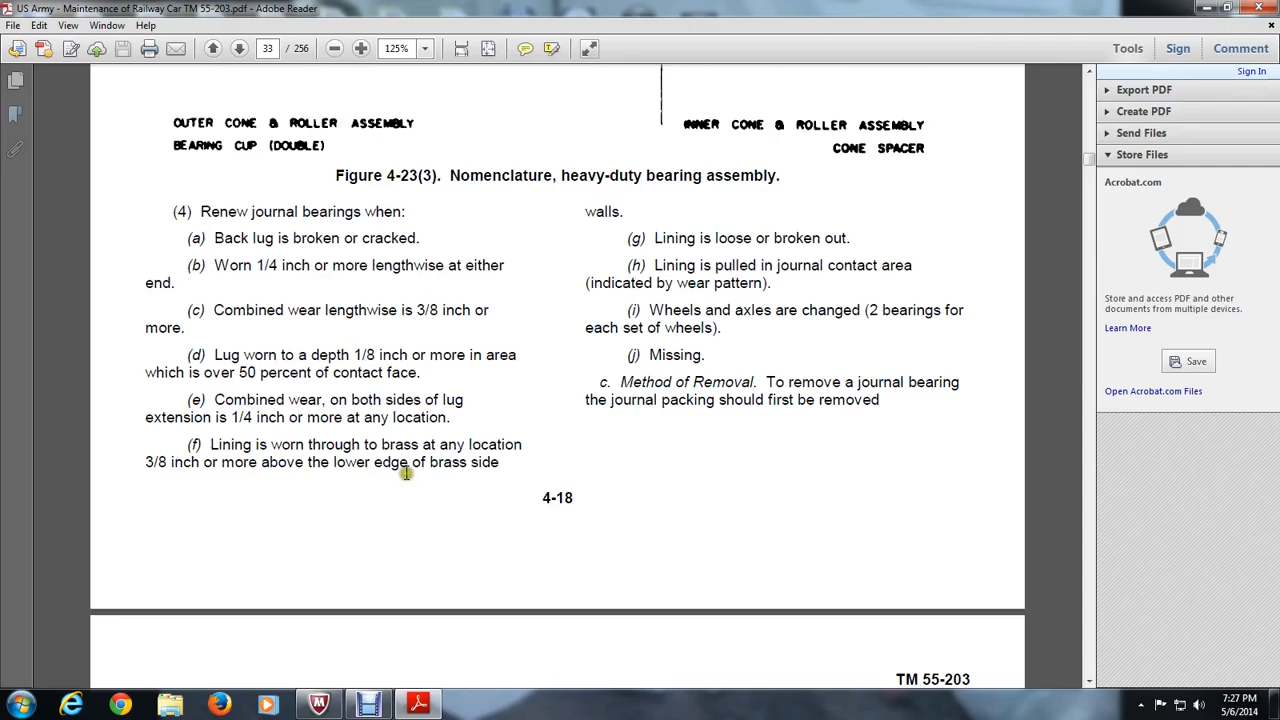 US Army - Maintenance of Railway Car TM 55-203.pdf - Adobe Reader
File Edit View Window Help
33 / 256 125% Tools Sign Comment
Sign In
Export PDF
Create PDF
Send Files
Store Files
Acrobat.com
Store and access PDF and other
documents from multiple devices.
Learn More
Save
Open Acrobat.com Files
OUTER CONE & ROLLER ASSEMBLY
BEARING CUP (DOUBLE)
INNER CONE & ROLLER ASSEMBLY
CONE SPACER
Figure 4-23(3). Nomenclature, heavy-duty bearing assembly.
(4) Renew journal bearings when:
(a) Back lug is broken or cracked.
(b) Worn 1/4 inch or more lengthwise at either
end.
(c) Combined wear lengthwise is 3/8 inch or
more.
(d) Lug worn to a depth 1/8 inch or more in area
which is over 50 percent of contact face.
(e) Combined wear, on both sides of lug
extension is 1/4 inch or more at any location.
(f) Lining is worn through to brass at any location
3/8 inch or more above the lower edge of brass side
walls.
(g) Lining is loose or broken out.
(h) Lining is pulled in journal contact area
(indicated by wear pattern).
(i) Wheels and axles are changed (2 bearings for
each set of wheels).
(j) Missing.
c. Method of Removal. To remove a journal bearing
the journal packing should first be removed
4-18
TM 55-203
7:27 PM
5/6/2014